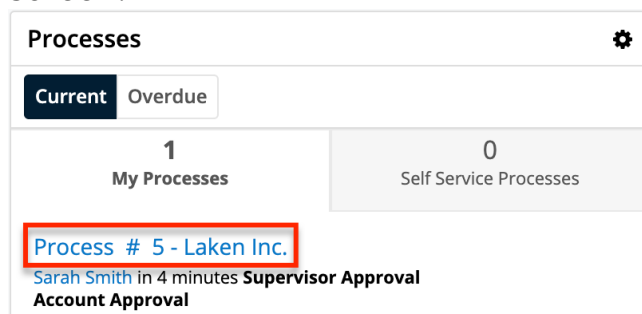 Processes
Current Overdue
1
My Processes
0
Self Service Processes
Process # 5 - Laken Inc.
Sarah Smith in 4 minutes Supervisor Approval
Account Approval